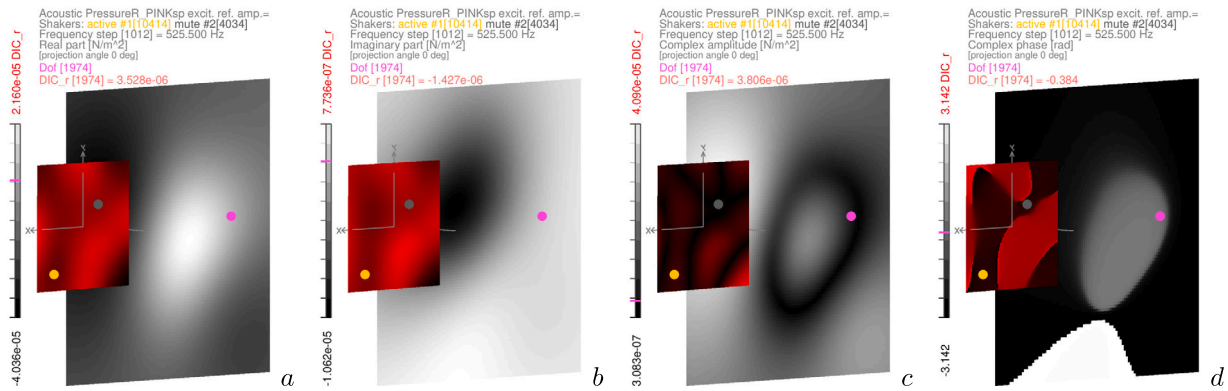 Acoustic PressureR_PINKsp excit. ref. amp.=
Shakers: active #1[10414] mute #2[4034]
Frequency step [1012] = 525.500 Hz
Real part [N/m^2]
[projection angle 0 deg]
Dof [1974]
DIC_r [1974] = 3.528e-06
2.160e-05 DIC_r
-4.036e-05
Y
X
a
Acoustic PressureR_PINKsp excit. ref. amp.=
Shakers: active #1[10414] mute #2[4034]
Frequency step [1012] = 525.500 Hz
Imaginary part [N/m^2]
[projection angle 0 deg]
Dof [1974]
DIC_r [1974] = -1.427e-06
7.736e-07 DIC_r
-1.062e-05
Y
X
b
Acoustic PressureR_PINKsp excit. ref. amp.=
Shakers: active #1[10414] mute #2[4034]
Frequency step [1012] = 525.500 Hz
Complex amplitude [N/m^2]
[projection angle 0 deg]
Dof [1974]
DIC_r [1974] = 3.806e-06
4.090e-05 DIC_r
3.083e-07
Y
X
c
Acoustic PressureR_PINKsp excit. ref. amp.=
Shakers: active #1[10414] mute #2[4034]
Frequency step [1012] = 525.500 Hz
Complex phase [rad]
[projection angle 0 deg]
Dof [1974]
DIC_r [1974] = -0.384
3.142 DIC_r
-3.142
Y
X
d